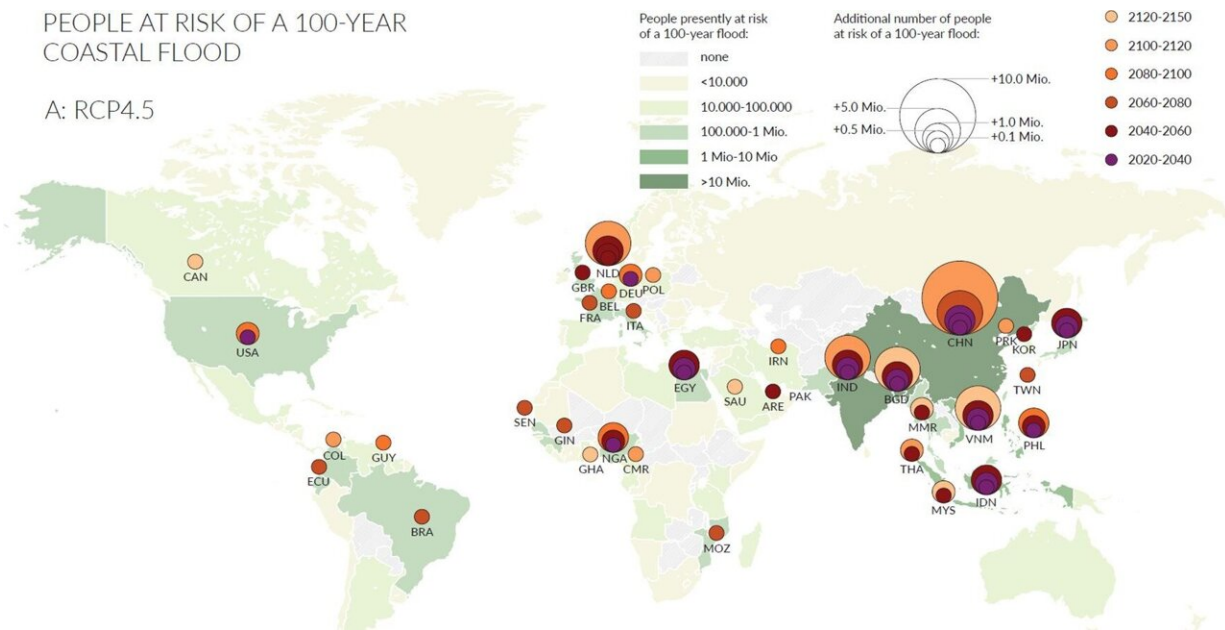 PEOPLE AT RISK OF A 100-YEAR
COASTAL FLOOD
A: RCP4.5
People presently at risk
of a 100-year flood:
none
<10.000
10.000-100.000
100.000-1 Mio.
1 Mio-10 Mio
>10 Mio.
Additional number of people
at risk of a 100-year flood:
+10.0 Mio.
+5.0 Mio.
+1.0 Mio.
+0.5 Mio.
+0.1 Mio.
2120-2150
2100-2120
2080-2100
2060-2080
2040-2060
2020-2040
CAN
USA
COL
GUY
ECU
BRA
NLD
GBR
DEU
POL
BEL
FRA
ITA
EGY
IRN
SAU
ARE
PAK
SEN
GIN
GHA
NGA
CMR
MOZ
IND
BGD
CHN
PRK
KOR
JPN
TWN
MMR
VNM
PHL
THA
MYS
IDN